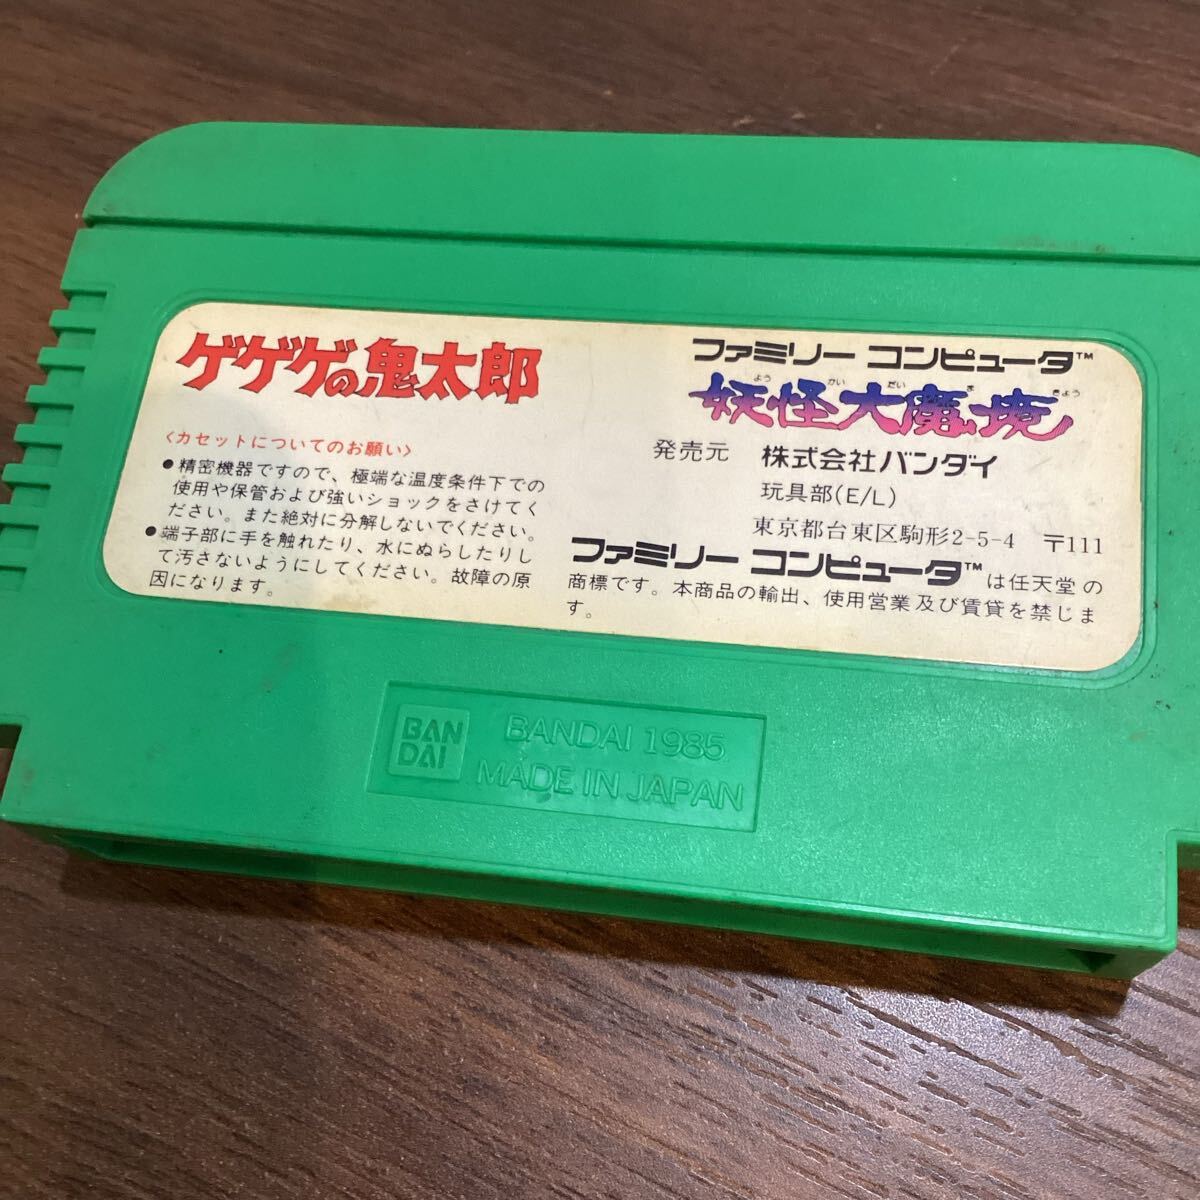 ゲゲゲの鬼太郎
〈カセットについてのお願い〉
●精密機器ですので、極端な温度条件下での
使用や保管および強いショックをさけてく
ださい。また絶対に分解しないでください。
●端子部に手を触れたり、水にぬらしたりし
て汚さないようにしてください。故障の原
因になります。
ファミリー コンピュータ™
よう かい だい ま きょう
妖怪大魔境
発売元 株式会社バンダイ
玩具部(E/L)
東京都台東区駒形2-5-4 〒111
ファミリー コンピュータ™は任天堂の
商標です。本商品の輸出、使用営業及び賃貸を禁じま
す。
BAN
DAI
BANDAI 1985
MADE IN JAPAN